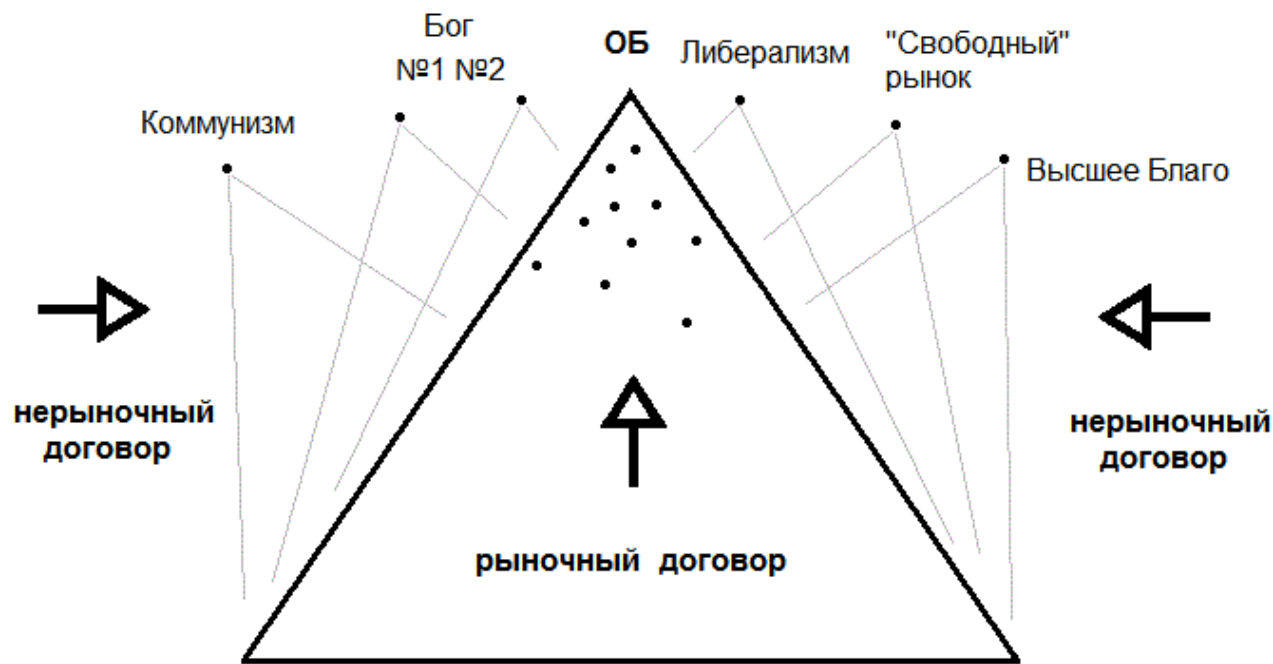 Бог
№1 №2
ОБ
Либерализм
"Свободный"
рынок
Коммунизм
Высшее Благо
нерыночный
договор
нерыночный
договор
рыночный договор